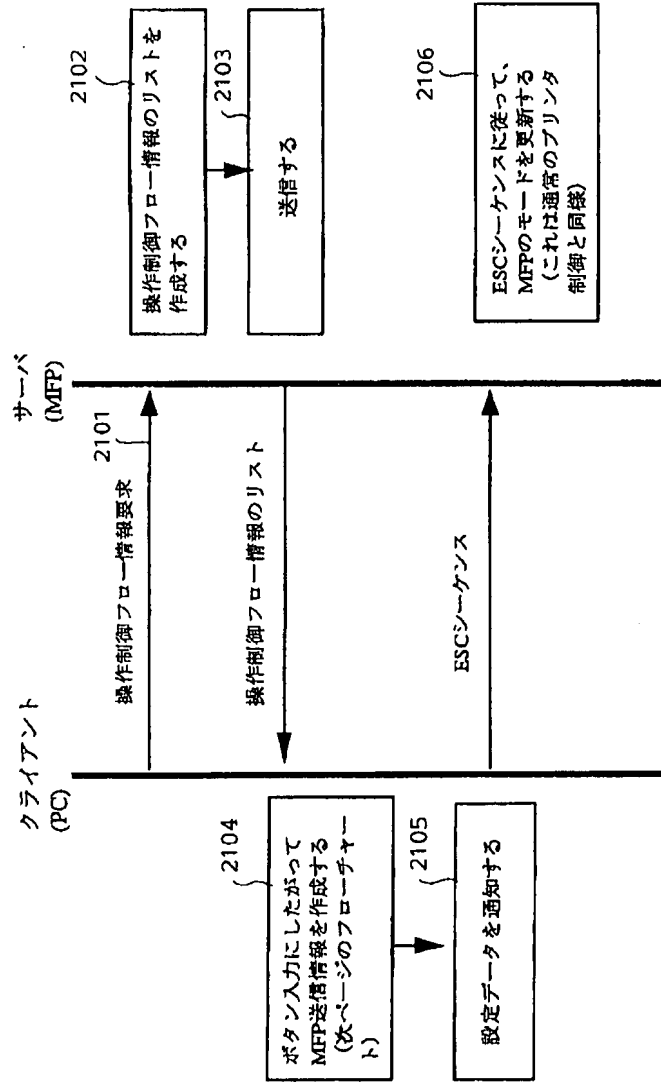 クライアント
(PC)
サーバ
(MFP)
操作制御フロー情報要求
2101
2102
操作制御フロー情報のリストを
作成する
2103
送信する
操作制御フロー情報のリスト
2104
ボタン入力にしたがって
MFP送信情報を作成する
(次ページのフローチャー
ト)
2105
設定データを通知する
ESCシーケンス
2106
ESCシーケンスに従って、
MFPのモードを更新する
(これは通常のプリンタ
制御と同様)